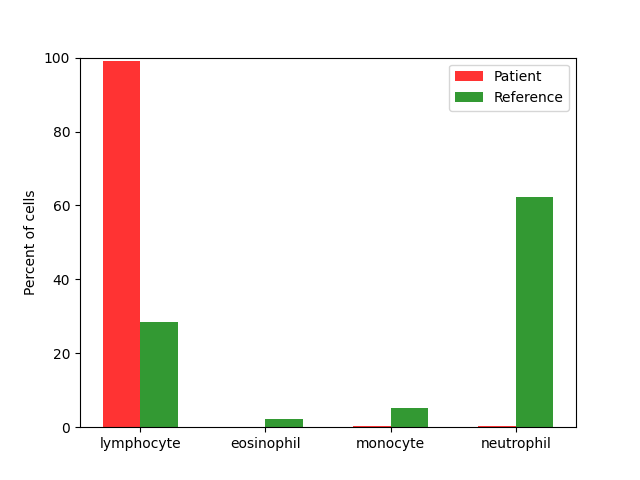 100
80
60
40
20
0
Percent of cells
Patient
Reference
lymphocyte eosinophil monocyte neutrophil